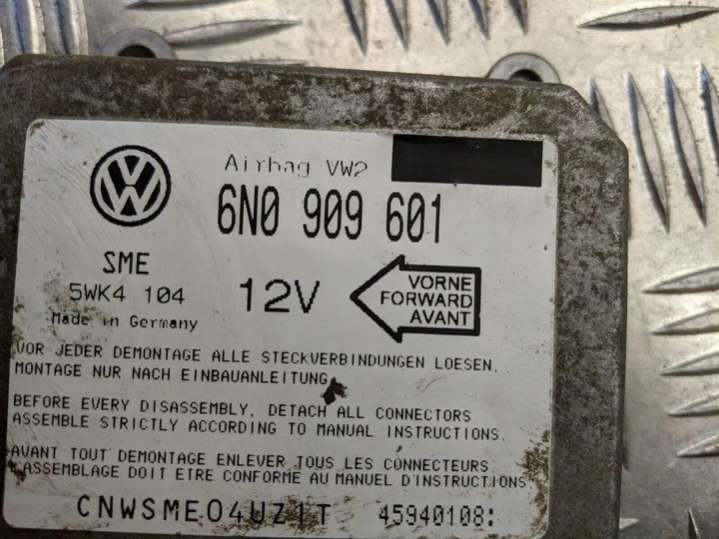 Airbag VW2
6N0 909 601
SME
5WK4 104
Made in Germany
12V
VORNE
FORWARD
AVANT
VOR JEDER DEMONTAGE ALLE STECKVERBINDUNGEN LOESEN.
MONTAGE NUR NACH EINBAUANLEITUNG
BEFORE EVERY DISASSEMBLY, DETACH ALL CONNECTORS
ASSEMBLE STRICTLY ACCORDING TO MANUAL INSTRUCTIONS.
AVANT TOUT DEMONTAGE ENLEVER TOUS LES CONNECTEURS.
L'ASSEMBLAGE DOIT ETRE CONFORME AU MANUEL D'INSTRUCTIONS
CNWSME04UZ1T 45940108: